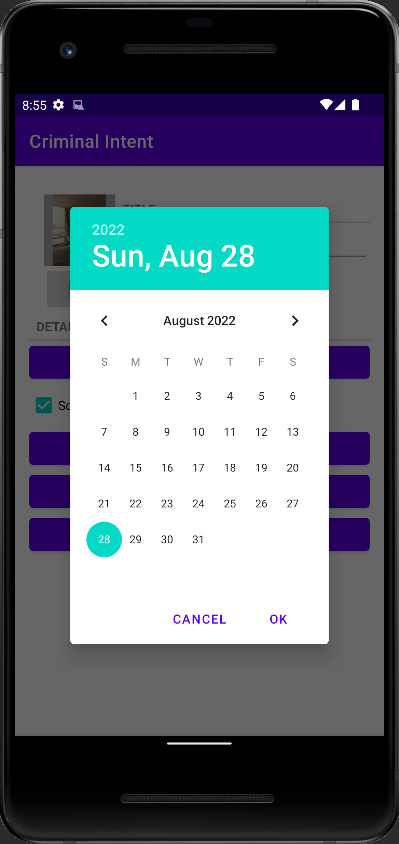 8:55
Criminal Intent
TITLE
2022
Sun, Aug 28
August 2022
S M T W T F S
1 2 3 4 5 6
7 8 9 10 11 12 13
14 15 16 17 18 19 20
21 22 23 24 25 26 27
28 29 30 31
CANCEL OK